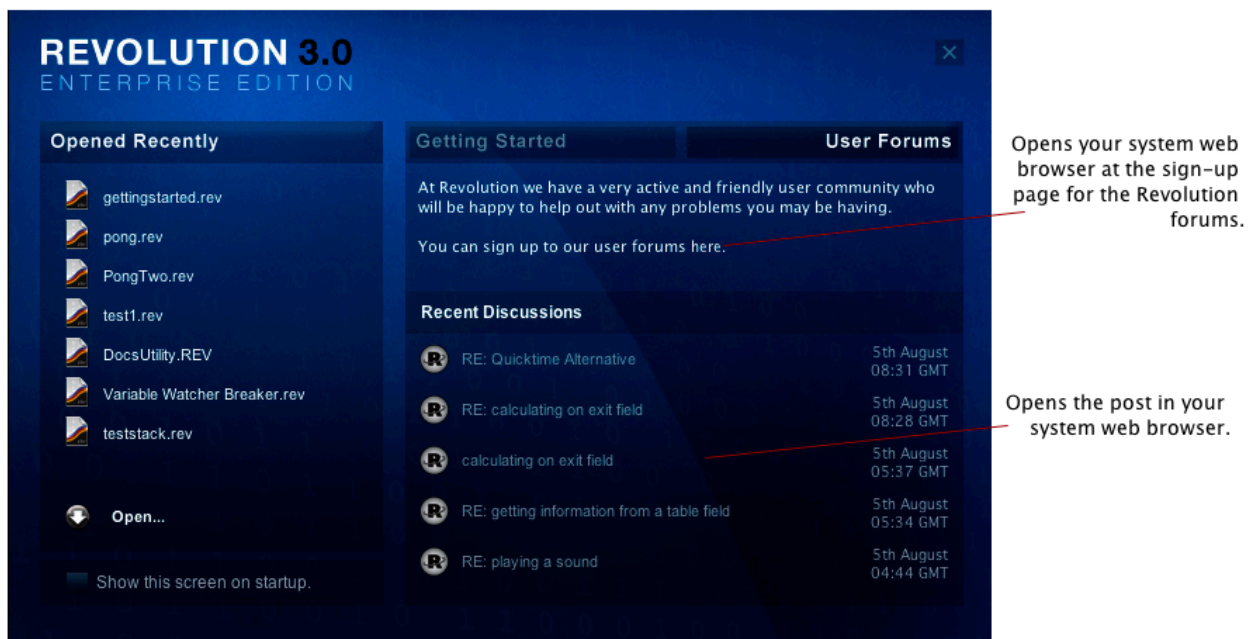 REVOLUTION 3.0
ENTERPRISE EDITION
Opened Recently
gettingstarted.rev
pong.rev
PongTwo.rev
test1.rev
DocsUtility.REV
Variable Watcher Breaker.rev
teststack.rev
Open...
Show this screen on startup.
Getting Started
User Forums
At Revolution we have a very active and friendly user community who
will be happy to help out with any problems you may be having.
You can sign up to our user forums here.
Recent Discussions
RE: Quicktime Alternative
5th August
08:31 GMT
RE: calculating on exit field
5th August
08:28 GMT
calculating on exit field
5th August
05:37 GMT
RE: getting information from a table field
5th August
05:34 GMT
RE: playing a sound
5th August
04:44 GMT
Opens your system web
browser at the sign-up
page for the Revolution
forums.
Opens the post in your
system web browser.